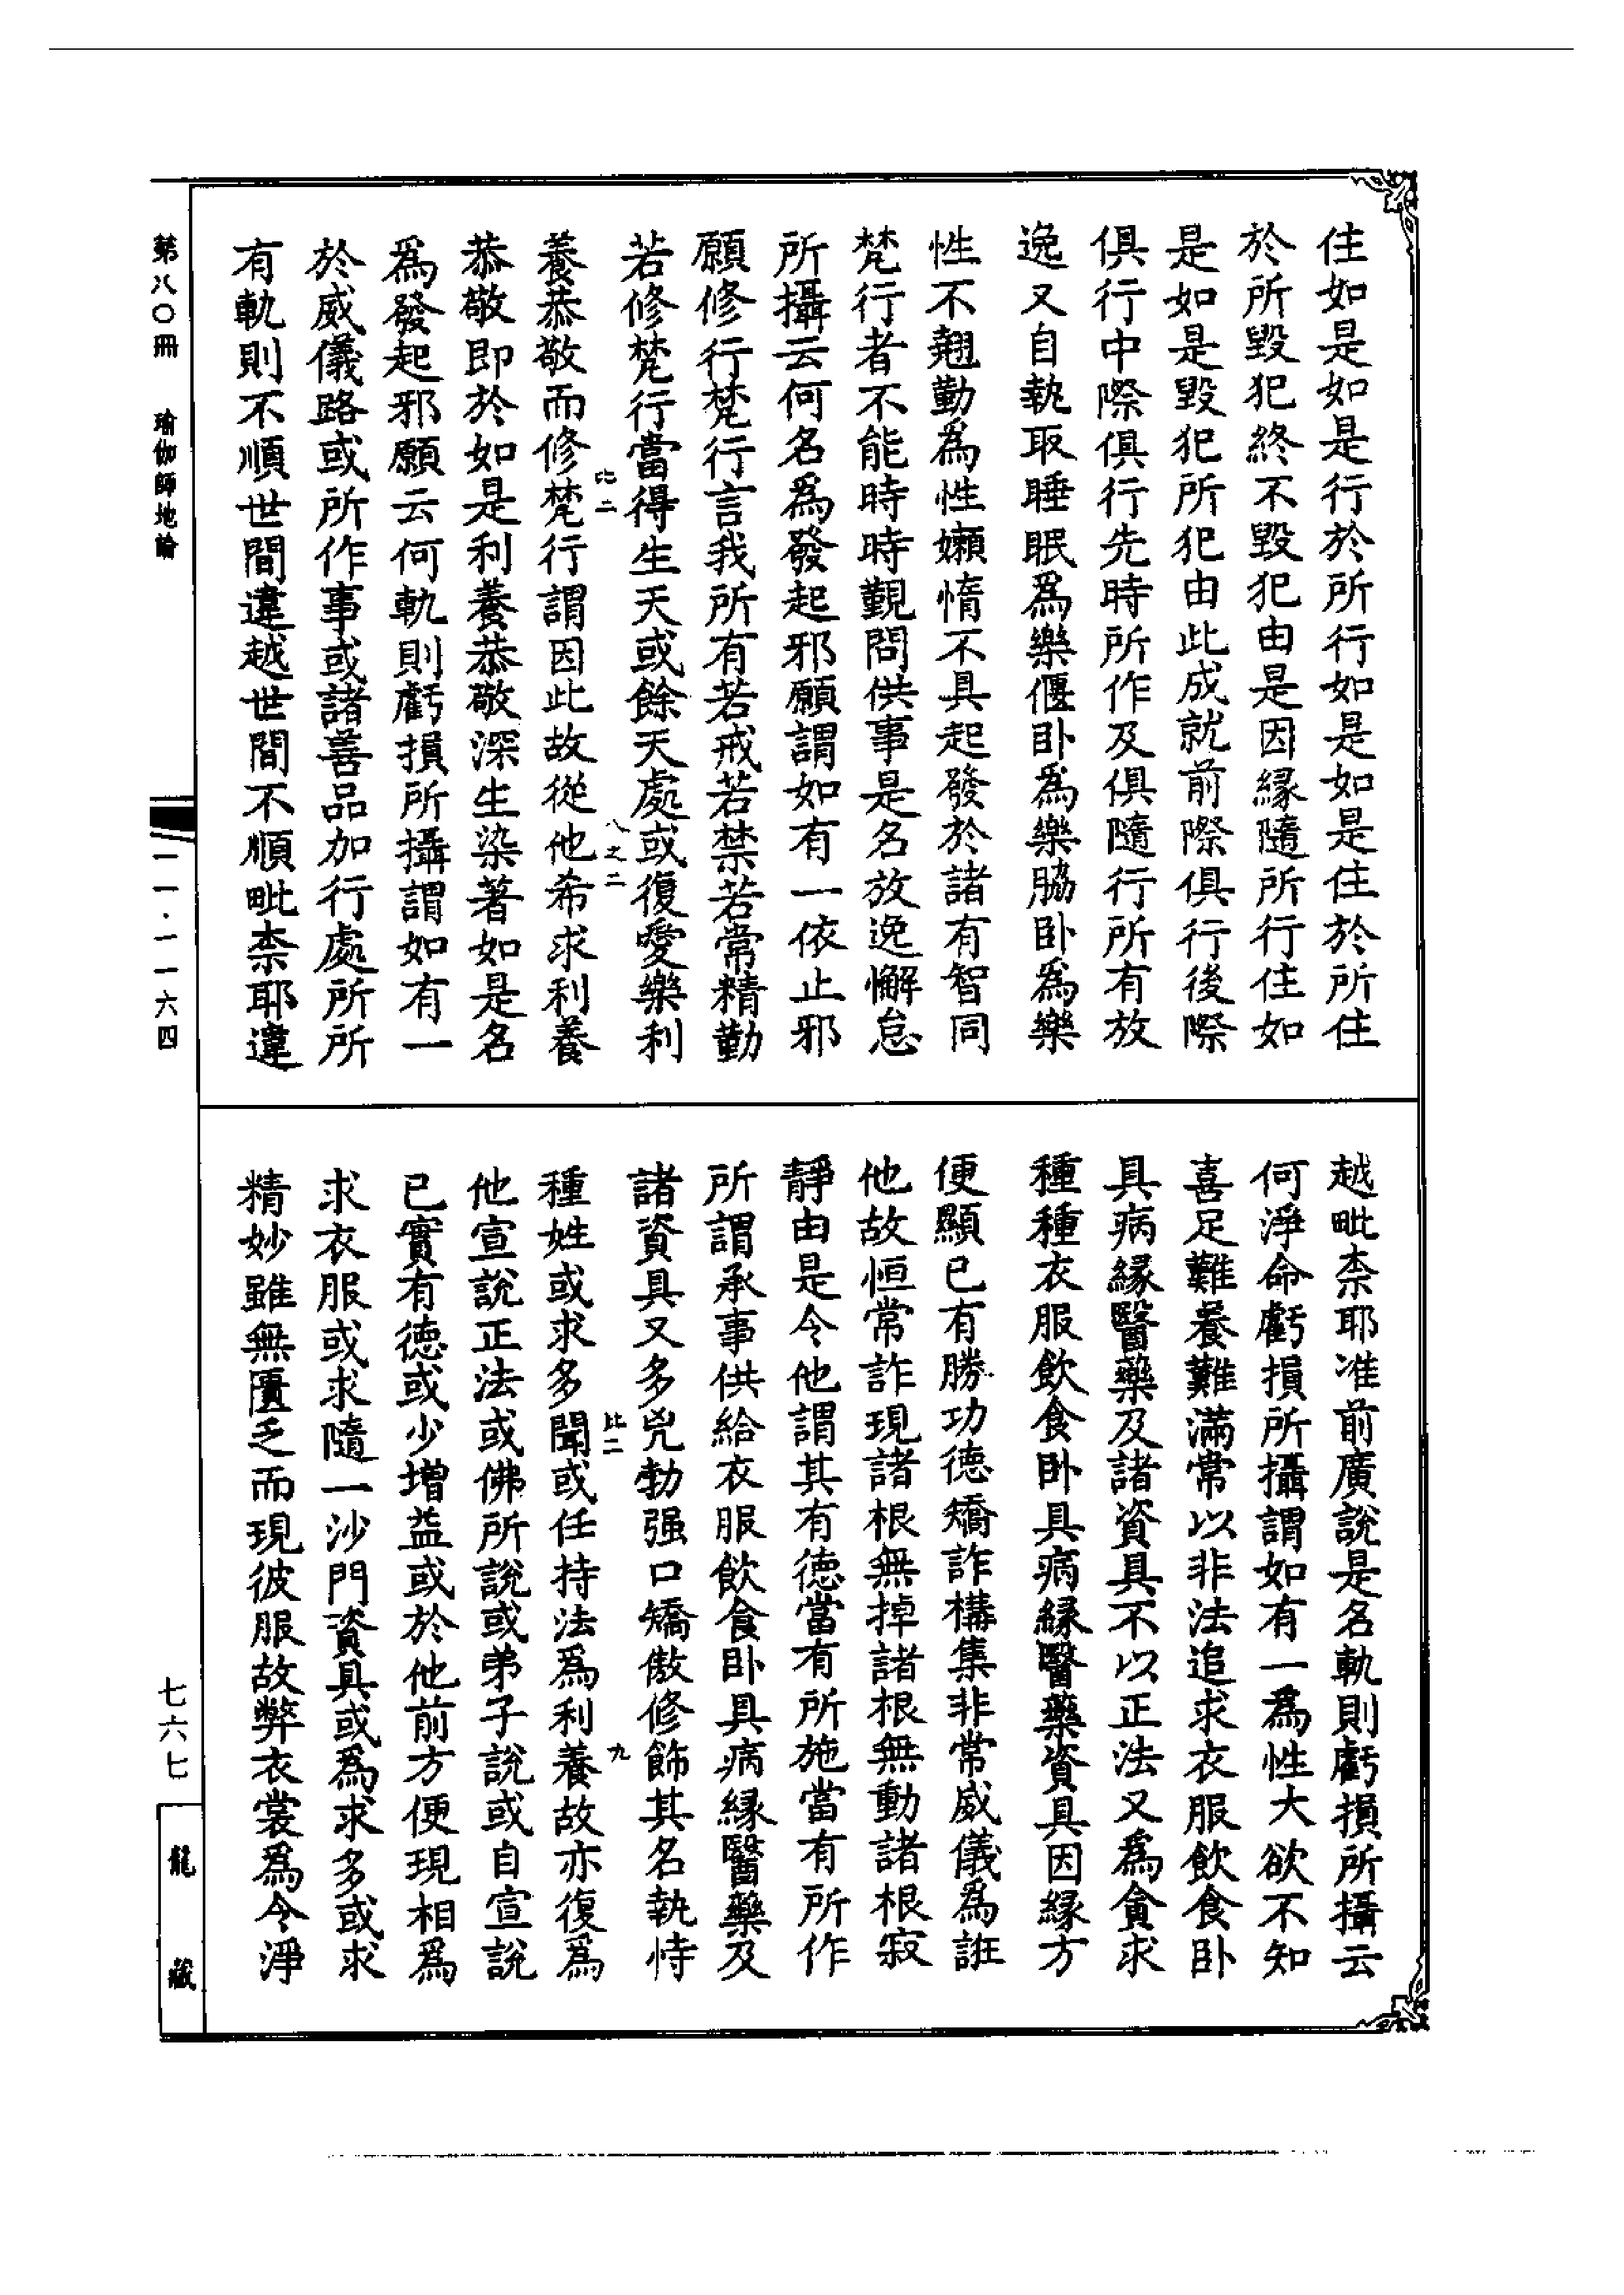 住如是如是行於所行如是如是住於所住
於所毀犯終不毀犯由是因緣隨所行住如
是如是毀犯所犯由此成就前際俱行後際
俱行中際俱行先時所作及俱隨行所有放
逸又自執取睡眠爲樂偃卧爲樂脇卧爲樂
性不翹勤爲性嬾惰不具起發於諸有智同
梵行者不能時時覲問供事是名放逸懈怠
所攝云何名爲發起邪願謂如有一依止邪
願修行梵行言我所有若戒若禁若常精勤
若修梵行當得生天或餘天處或復愛樂利
比二
八之二
養恭敬而修梵行謂因此故從他希求利養
恭敬即於如是利養恭敬深生染著如是名
爲發起邪願云何軌則虧損所攝謂如有一
於威儀路或所作事或諸善品加行處所所
有軌則不順世間違越世間不順毗柰耶違
越毗柰耶准前廣說是名軌則虧損所攝云
何淨命虧損所攝謂如有一爲性大欲不知
喜足難養難滿常以非法追求衣服飲食卧
具病緣醫藥及諸資具不以正法又爲貪求
種種衣服飲食卧具病緣醫藥資具因緣方
便顯已有勝功德矯詐構集非常威儀爲誑
他故恒常詐現諸根無掉諸根無動諸根寂
靜由是令他謂其有德當有所施當有所作
所謂承事供給衣服飲食卧具病緣醫藥及
諸資具又多兇勃强口矯傲修飾其名執恃
比二
九
種姓或求多聞或任持法爲利養故亦復爲
他宣說正法或佛所說或弟子說或自宣說
已實有德或少增益或於他前方便現相爲
求衣服或求隨一沙門資具或爲求多或求
精妙雖無匱乏而現彼服故弊衣裳爲令淨
第八〇冊 瑜伽師地論
一一·一一六四
七六七
龍藏